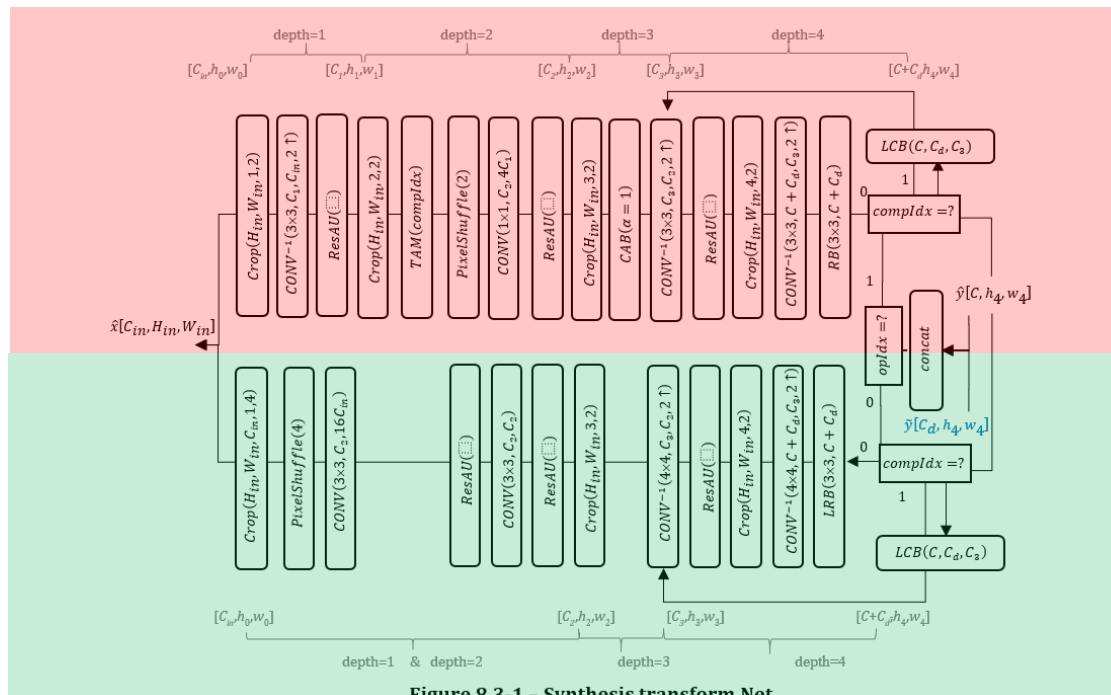 depth=1
depth=2
depth=3
depth=4
[C_in,h_0,w_0]
[C_1,h_1,w_1]
[C_2,h_2,w_2]
[C_3,h_3,w_3]
[C+C_d,h_4,w_4]
Crop(H_in,W_in,1,2)
CONV⁻¹(3×3,C_1,C_in,2↑)
ResAU(⬚)
Crop(H_in,W_in,2,2)
TAM(compIdx)
PixelShuffle(2)
CONV(1×1,C_2,4C_1)
ResAU(⬚)
Crop(H_in,W_in,3,2)
CAB(α=1)
CONV⁻¹(3×3,C_3,C_2,2↑)
ResAU(⬚)
Crop(H_in,W_in,4,2)
CONV⁻¹(3×3,C+C_d,C_3,2↑)
RB(3×3,C+C_d)
LCB(C,C_d,C_3)
0
1
compIdx=?
1
ŷ[C,h_4,w_4]
x̂[C_in,H_in,W_in]
opIdx=?
concat
0
ỹ[C_d,h_4,w_4]
0
compIdx=?
1
Crop(H_in,W_in,C_in,1,4)
PixelShuffle(4)
CONV(3×3,C_2,16C_in)
ResAU(⬚)
CONV(3×3,C_2,C_2)
ResAU(⬚)
Crop(H_in,W_in,3,2)
CONV⁻¹(4×4,C_3,C_2,2↑)
ResAU(⬚)
Crop(H_in,W_in,4,2)
CONV⁻¹(4×4,C+C_d,C_3,2↑)
LRB(3×3,C+C_d)
LCB(C,C_d,C_3)
[C_in,h_0,w_0]
[C_2,h_2,w_2]
[C_3,h_3,w_3]
[C+C_d,h_4,w_4]
depth=1 & depth=2
depth=3
depth=4
Figure 8.3-1 – Synthesis transform Net